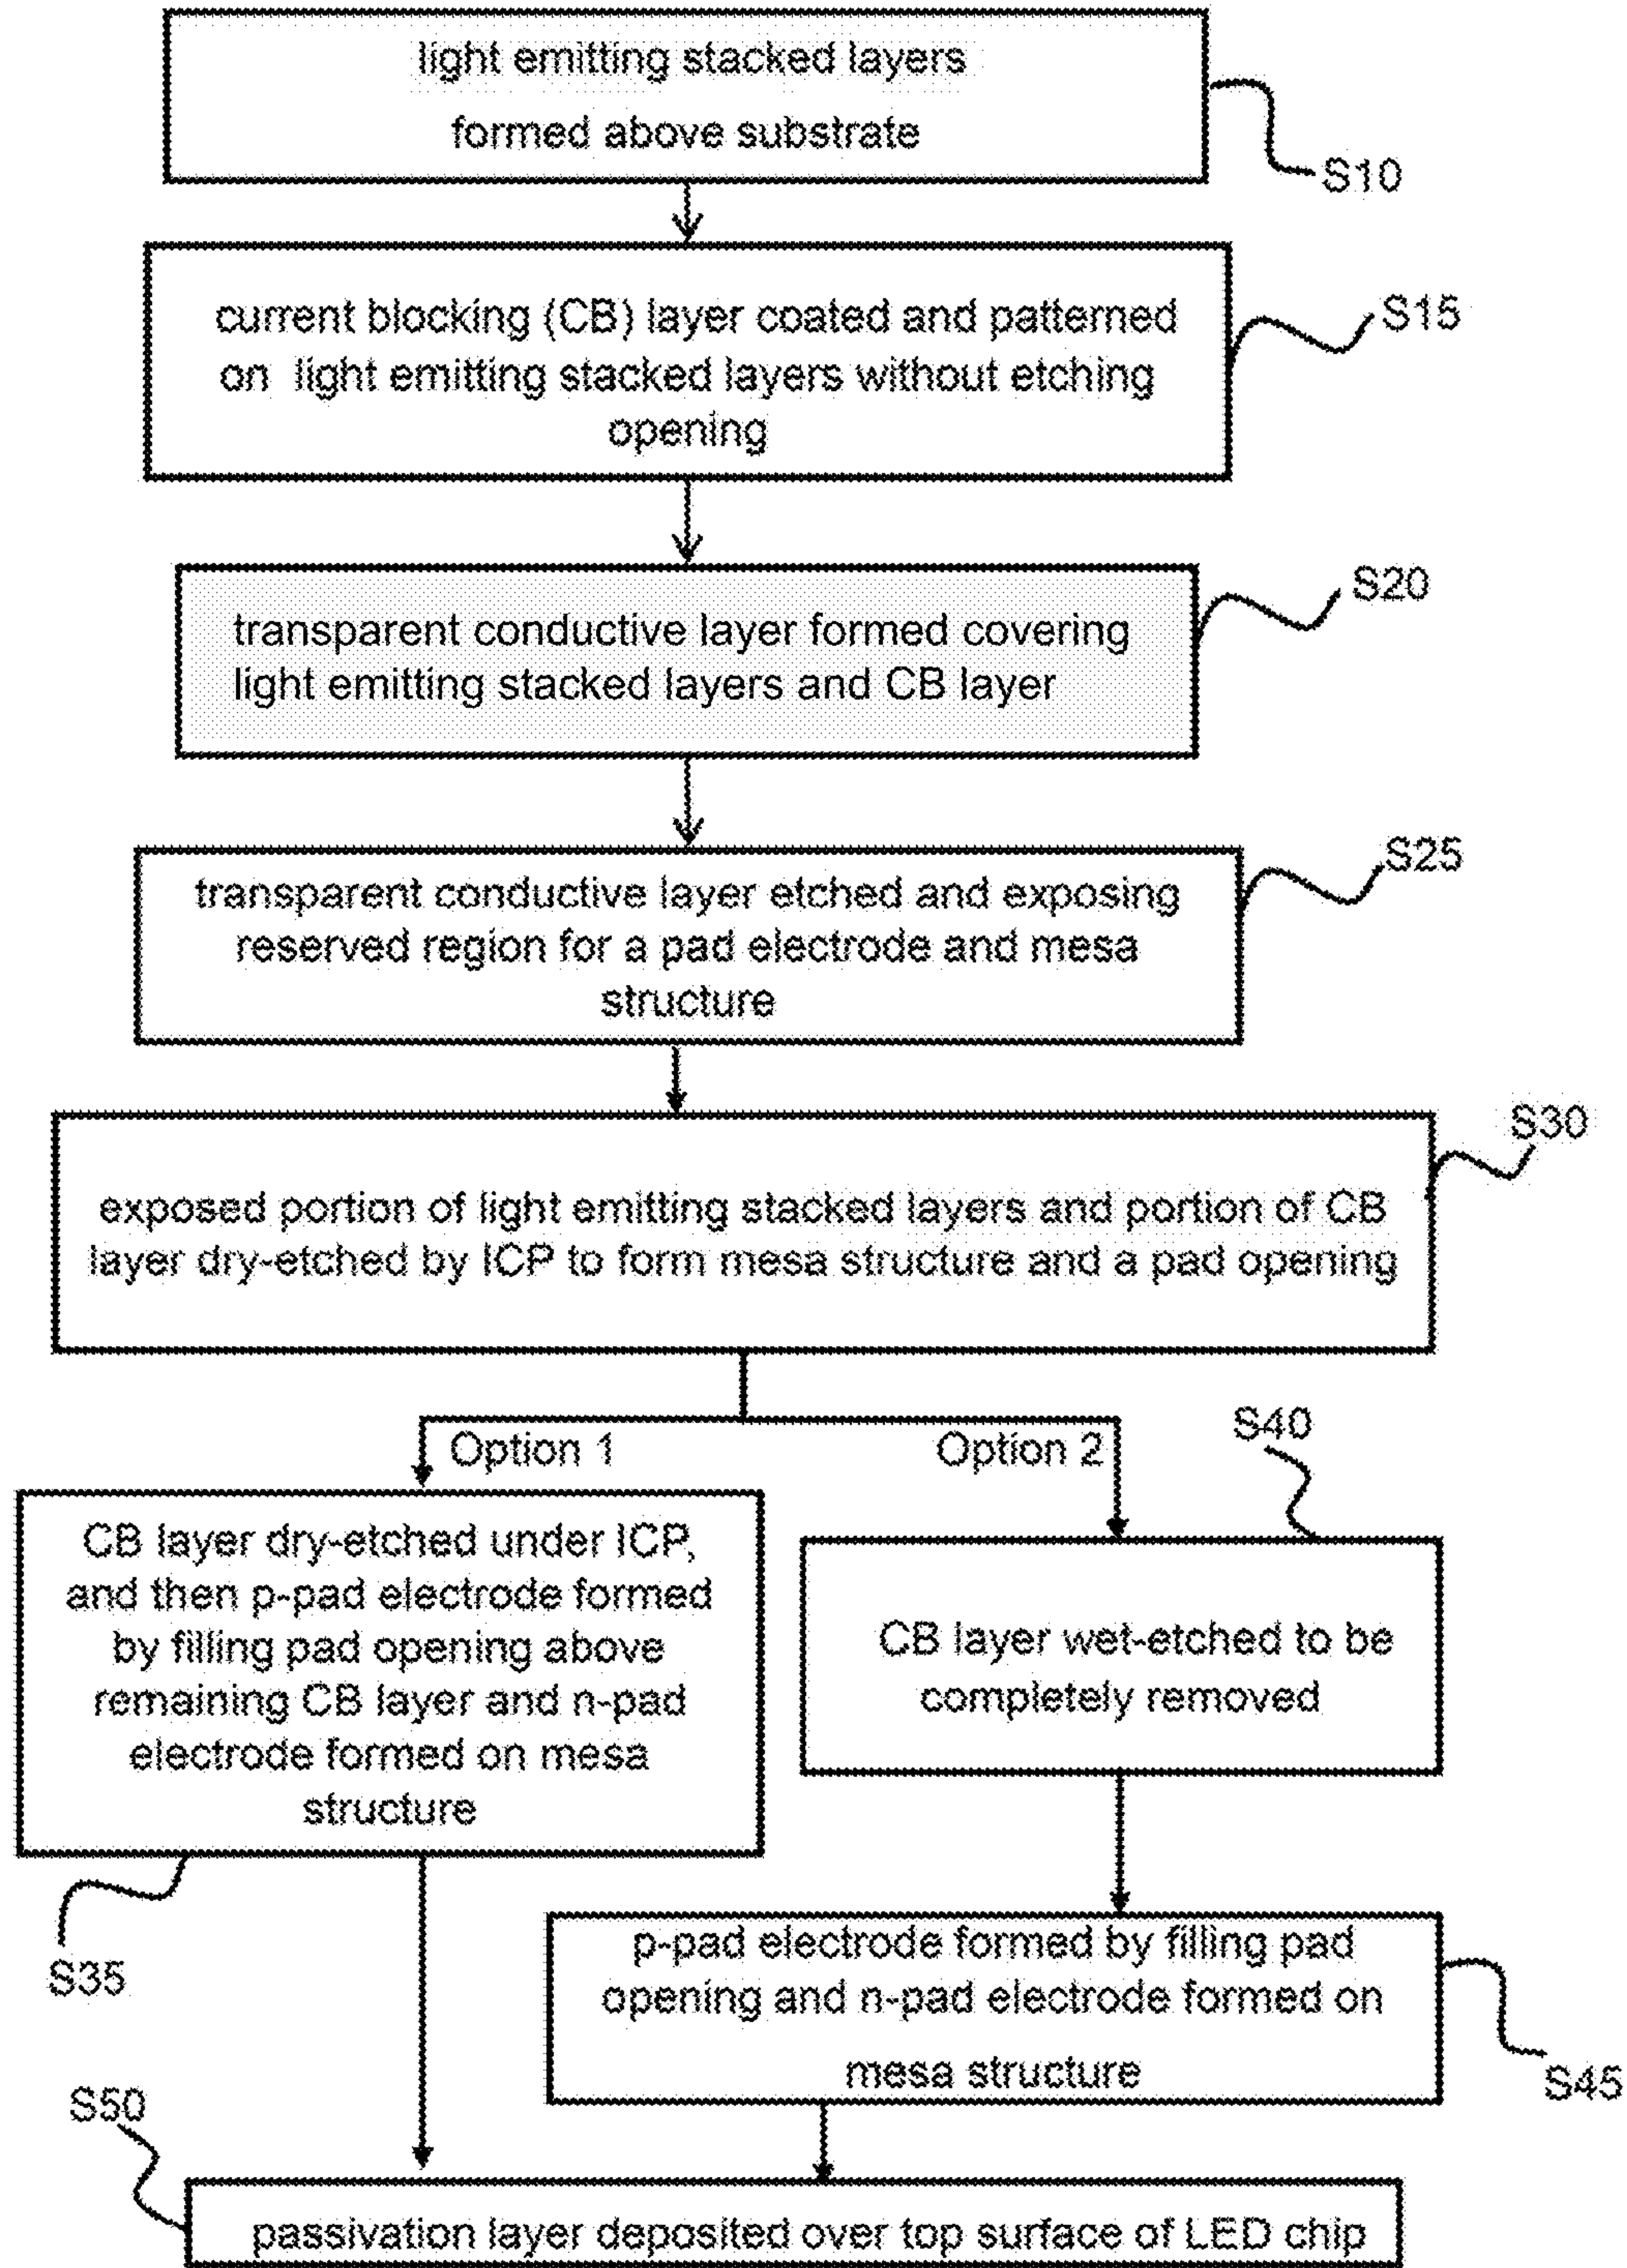 light emitting stacked layers
formed above substrate
S10
current blocking (CB) layer coated and patterned
on light emitting stacked layers without etching
opening
S15
transparent conductive layer formed covering
light emitting stacked layers and CB layer
S20
transparent conductive layer etched and exposing
reserved region for a pad electrode and mesa
structure
S25
exposed portion of light emitting stacked layers and portion of CB
layer dry-etched by ICP to form mesa structure and a pad opening
S30
Option 1
Option 2
S40
CB layer dry-etched under ICP,
and then p-pad electrode formed
by filling pad opening above
remaining CB layer and n-pad
electrode formed on mesa
structure
S35
CB layer wet-etched to be
completely removed
p-pad electrode formed by filling pad
opening and n-pad electrode formed on
mesa structure
S45
S50
passivation layer deposited over top surface of LED chip